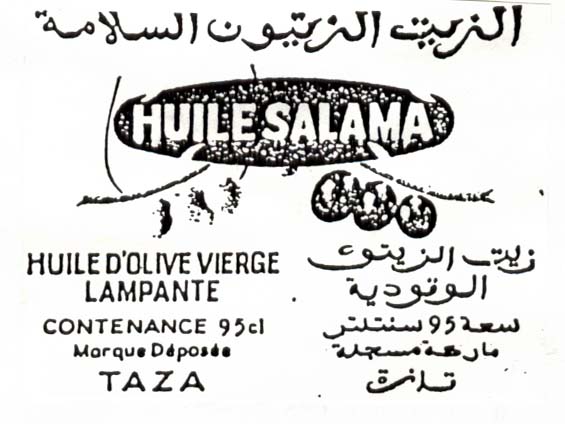 الزيت الزيتيون السلامة
HUILE SALAMA
HUILE D'OLIVE VIERGE
LAMPANTE
CONTENANCE 95cl
Marque Déposée
TAZA
زيت الزيتون
الوقودية
سعة 95 سنتلتر
ماركة مسجلة
تازة